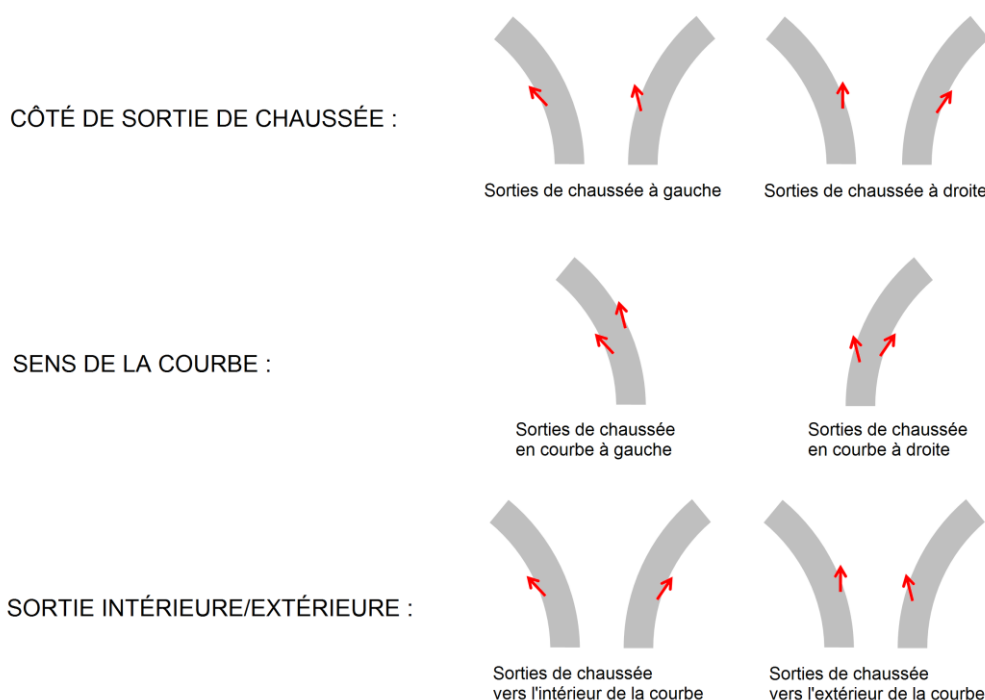 CÔTÉ DE SORTIE DE CHAUSSÉE :
Sorties de chaussée à gauche
Sorties de chaussée à droite
SENS DE LA COURBE :
Sorties de chaussée
en courbe à gauche
Sorties de chaussée
en courbe à droite
SORTIE INTÉRIEURE/EXTÉRIEURE :
Sorties de chaussée
vers l'intérieur de la courbe
Sorties de chaussée
vers l'extérieur de la courbe